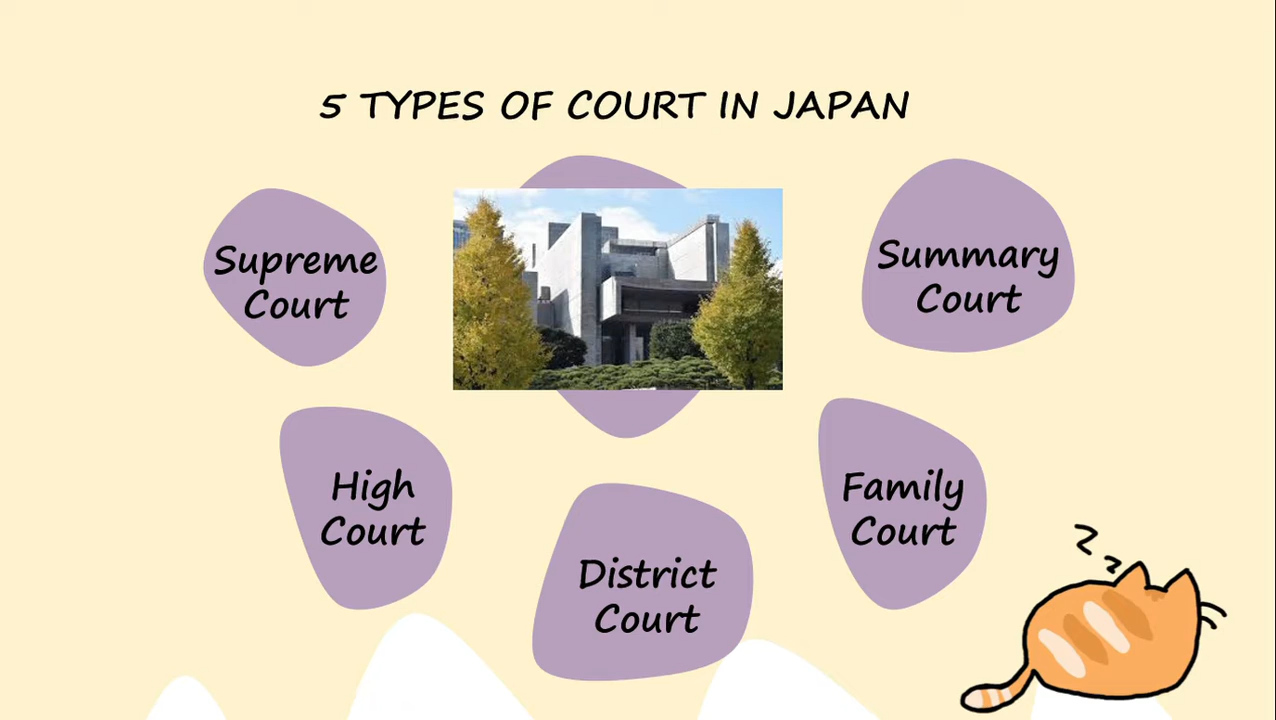 5 TYPES OF COURT IN JAPAN
Supreme
Court
Summary
Court
High
Court
Family
Court
District
Court
z
z